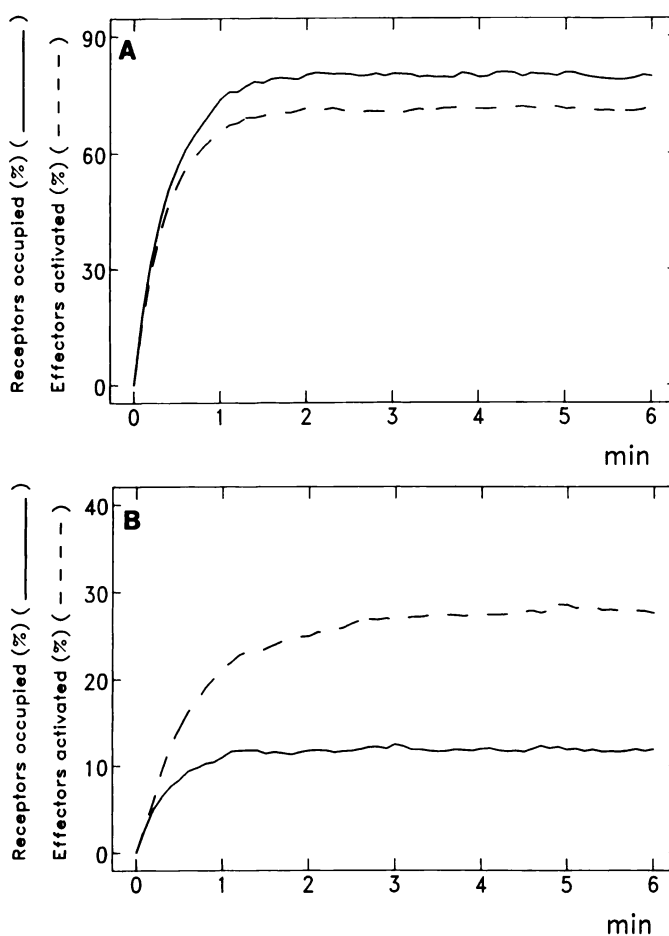 A
Receptors occupied (%) (——)
Effectors activated (%) (– – – –)
90
60
30
0
0 1 2 3 4 5 6
min
B
Receptors occupied (%) (——)
Effectors activated (%) (– – – –)
40
30
20
10
0
0 1 2 3 4 5 6
min